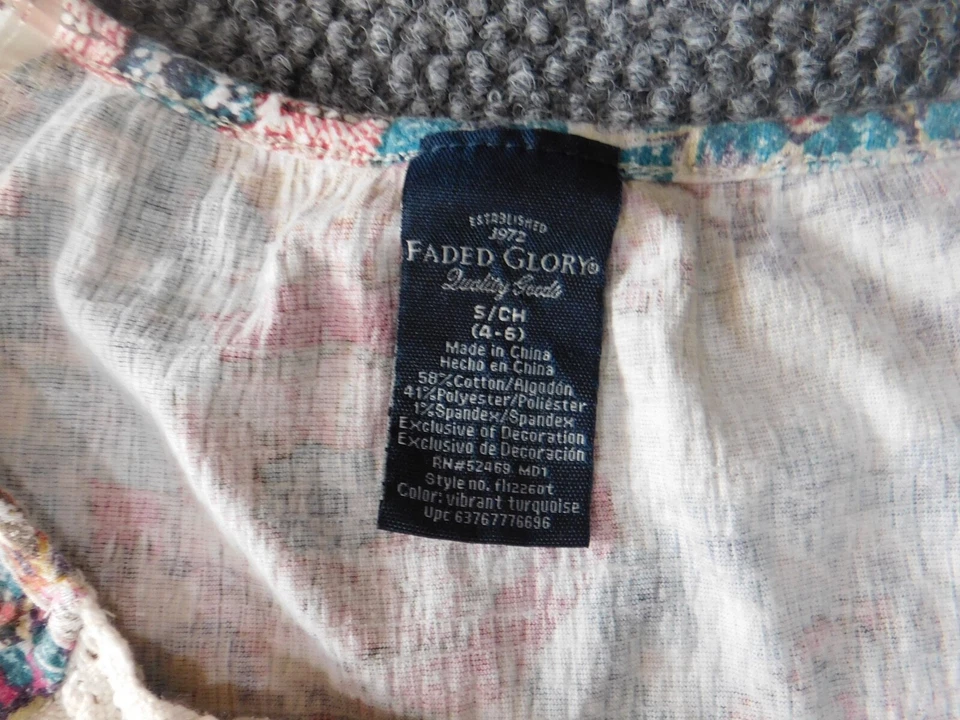 ESTABLISHED
1972
FADED GLORY®
Quality Goods
S/CH
(4-6)
Made in China
Hecho en China
58%Cotton/Algodón
41%Polyester/Poliéster
1%Spandex/Spandex
Exclusive of Decoration
Exclusivo de Decoración
RN#52469 MD1
Style no. fl12260t
Color: vibrant turquoise
Upc 63767776696